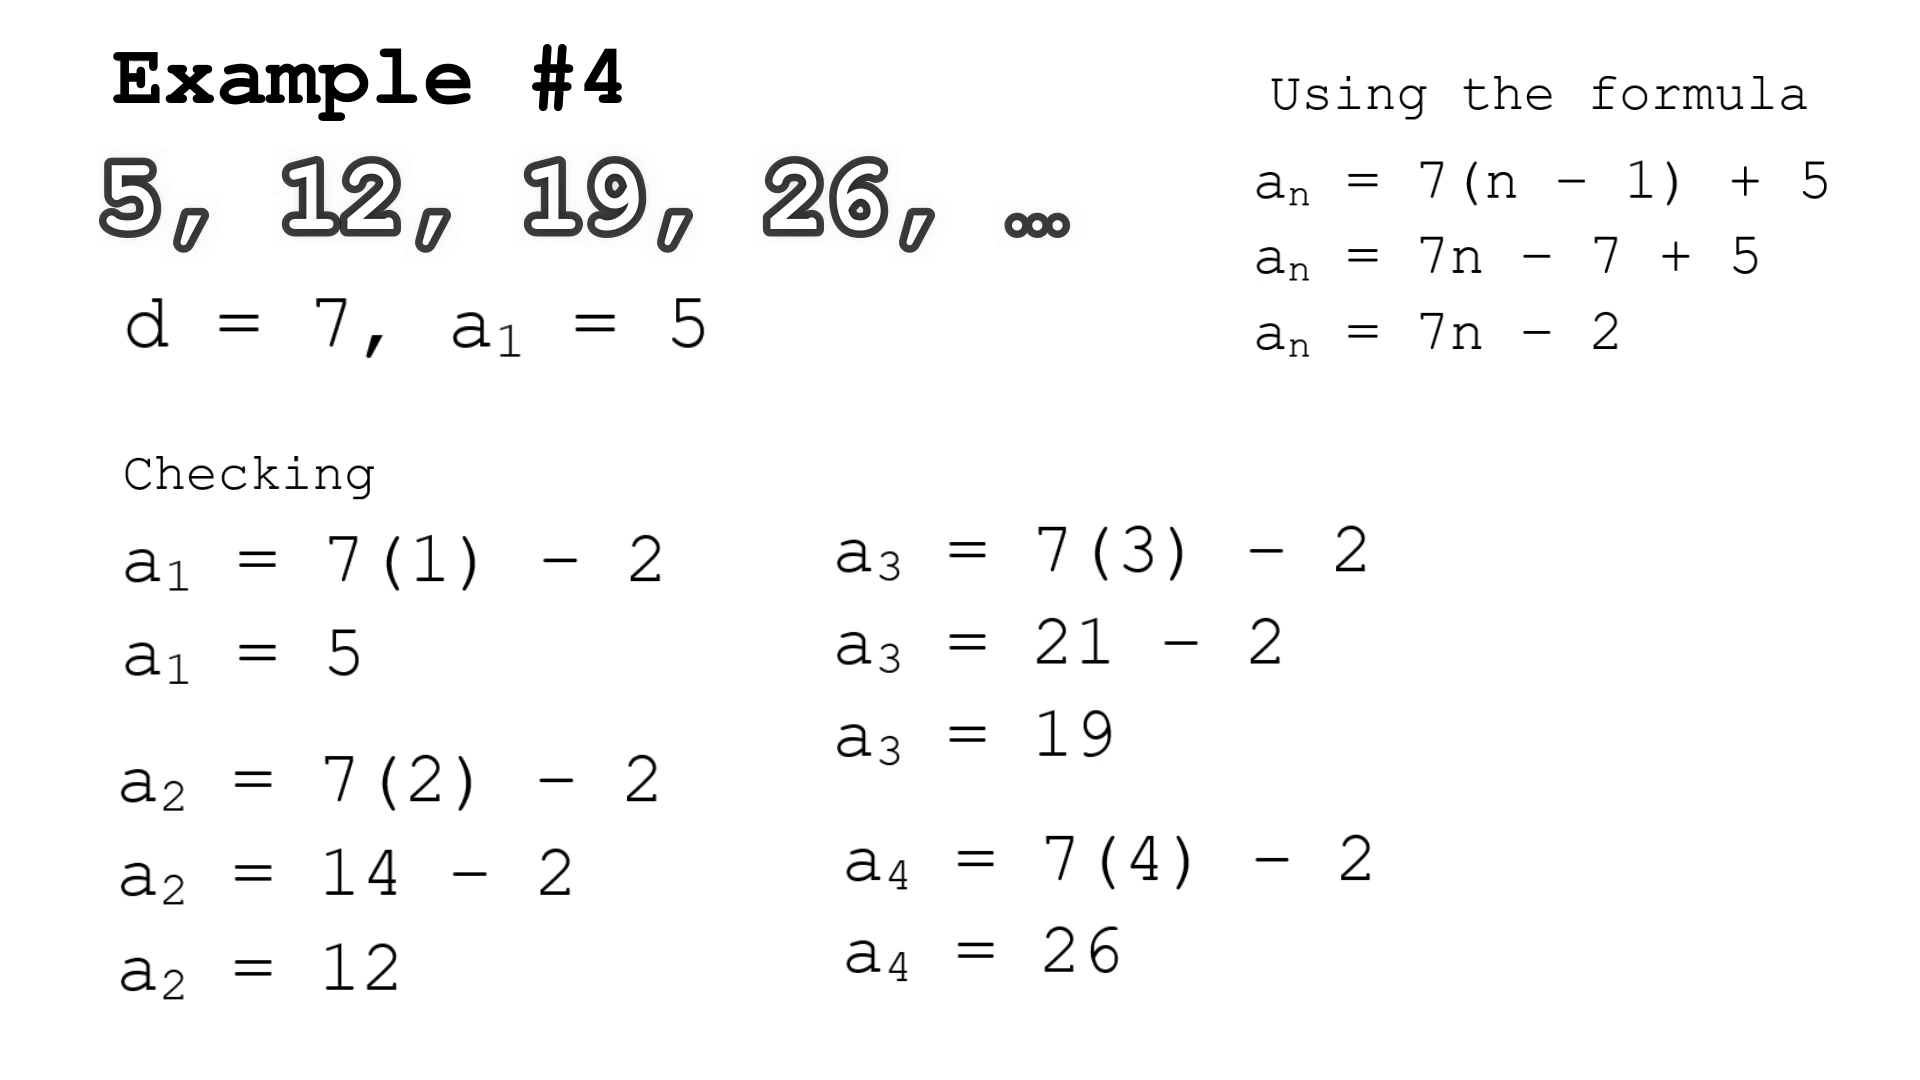 Example #4
5, 12, 19, 26, …
d = 7, a₁ = 5
Using the formula
aₙ = 7(n − 1) + 5
aₙ = 7n − 7 + 5
aₙ = 7n − 2
Checking
a₁ = 7(1) − 2
a₁ = 5
a₂ = 7(2) − 2
a₂ = 14 − 2
a₂ = 12
a₃ = 7(3) − 2
a₃ = 21 − 2
a₃ = 19
a₄ = 7(4) − 2
a₄ = 26